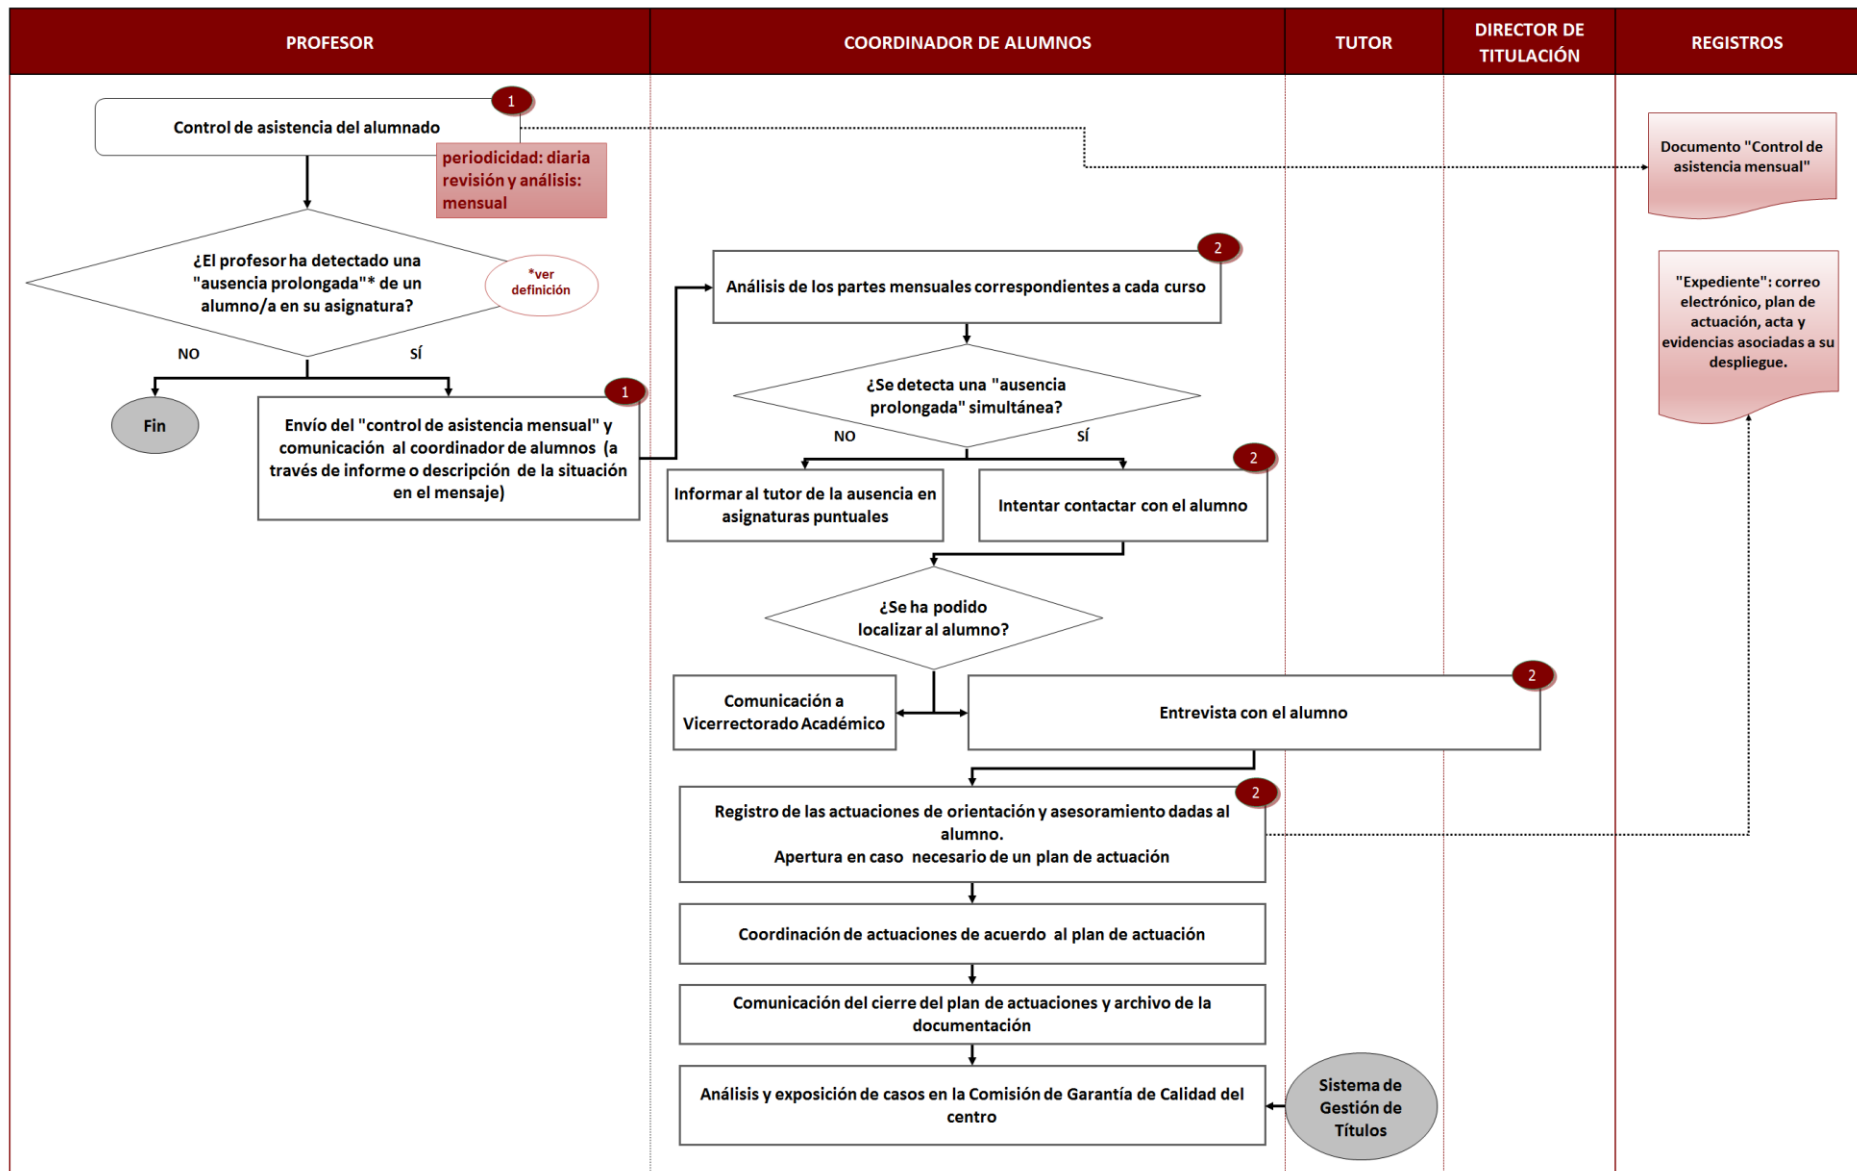 PROFESOR
COORDINADOR DE ALUMNOS
TUTOR
DIRECTOR DE
TITULACIÓN
REGISTROS
1
Control de asistencia del alumnado
periodicidad: diaria
revisión y análisis:
mensual
Documento "Control de
asistencia mensual"
¿El profesor ha detectado una
"ausencia prolongada"* de un
alumno/a en su asignatura?
*ver
definición
NO
SÍ
Fin
1
Envío del "control de asistencia mensual" y
comunicación al coordinador de alumnos (a
través de informe o descripción de la situación
en el mensaje)
2
Análisis de los partes mensuales correspondientes a cada curso
"Expediente": correo
electrónico, plan de
actuación, acta y
evidencias asociadas a su
despliegue.
¿Se detecta una "ausencia
prolongada" simultánea?
NO
SÍ
Informar al tutor de la ausencia en
asignaturas puntuales
2
Intentar contactar con el alumno
¿Se ha podido
localizar al alumno?
Comunicación a
Vicerrectorado Académico
2
Entrevista con el alumno
2
Registro de las actuaciones de orientación y asesoramiento dadas al
alumno.
Apertura en caso necesario de un plan de actuación
Coordinación de actuaciones de acuerdo al plan de actuación
Comunicación del cierre del plan de actuaciones y archivo de la
documentación
Análisis y exposición de casos en la Comisión de Garantía de Calidad del
centro
Sistema de
Gestión de
Títulos